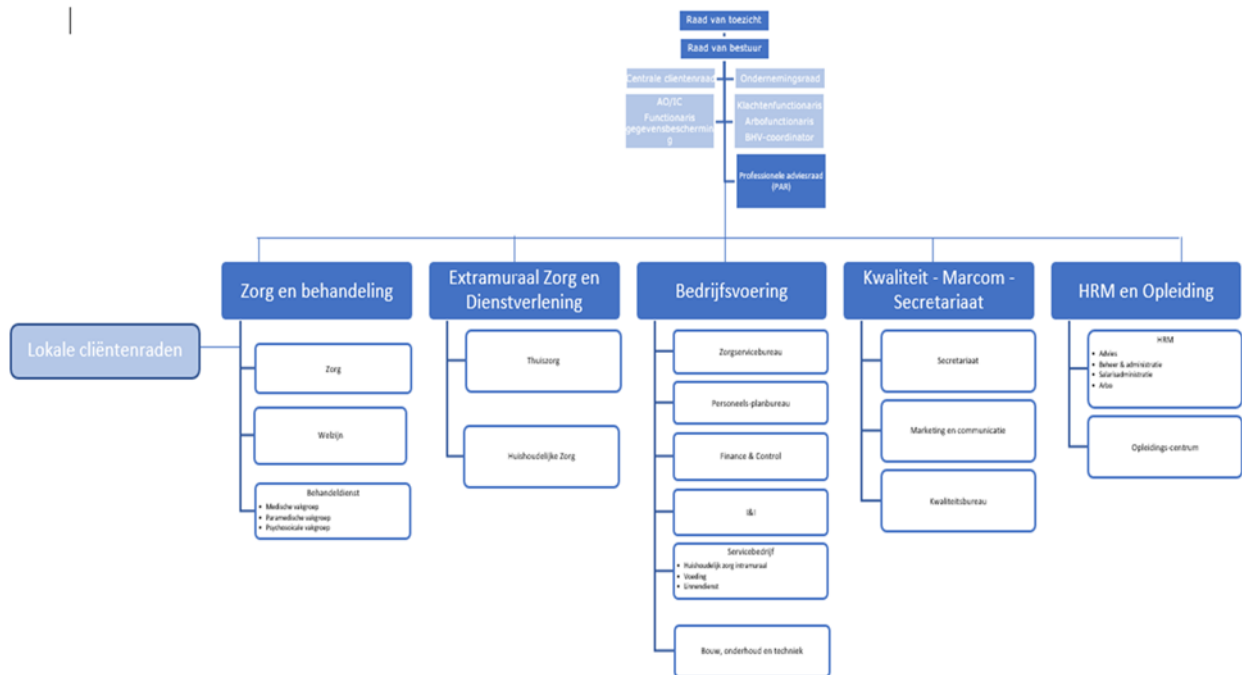 Raad van toezicht
Raad van bestuur
Centrale cliëntenraad
Ondernemingsraad
AO/IC
Functionaris
gegevensbeschermin
g
Klachtenfunctionaris
Arbofunctionaris
BHV-coordinator
Professionele adviesraad
(PAR)
Zorg en behandeling
Extramuraal Zorg en
Dienstverlening
Bedrijfsvoering
Kwaliteit - Marcom -
Secretariaat
HRM en Opleiding
Lokale cliëntenraden
Zorg
Welzijn
Behandeldienst
• Medische vakgroep
• Paramedische vakgroep
• Psychosociale vakgroep
Thuiszorg
Huishoudelijke Zorg
Zorgservicebureau
Personeels-planbureau
Finance & Control
I&I
Servicebedrijf
• Huishoudelijk zorg intramuraal
• Voeding
• Linnendienst
Bouw, onderhoud en techniek
Secretariaat
Marketing en communicatie
Kwaliteitsbureau
HRM
• Advies
• Beheer & administratie
• Salarisadministratie
• Arbo
Opleidings-centrum